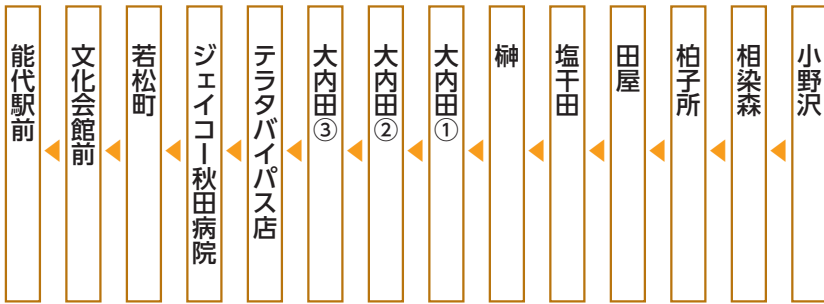 小野沢
相染森
柏子所
田屋
塩干田
榊
大内田①
大内田②
大内田③
テラタバイパス店
ジェイコー秋田病院
若松町
文化会館前
能代駅前